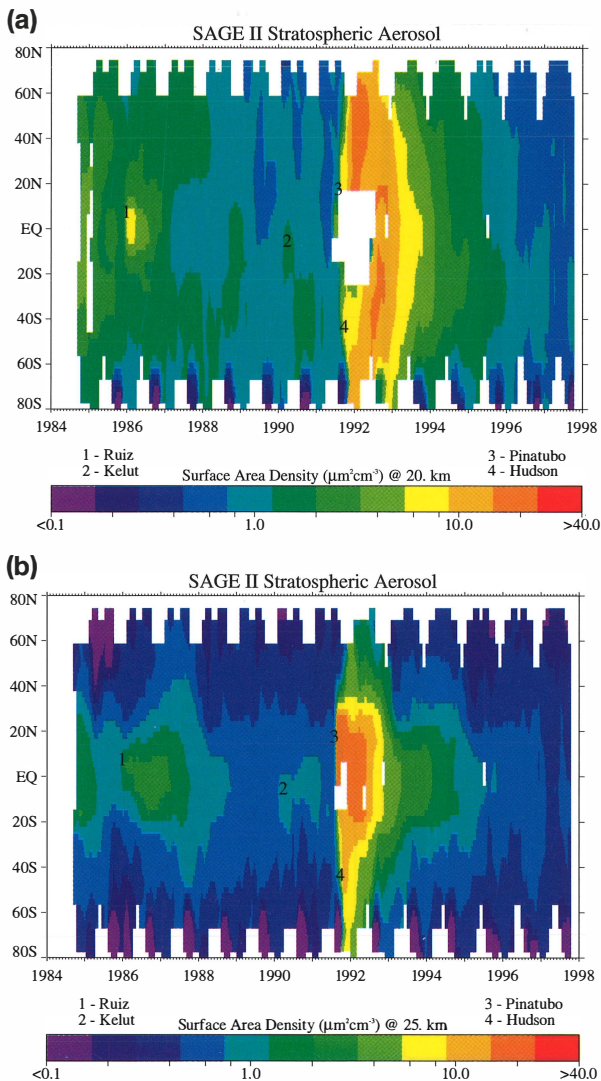 (a)
SAGE II Stratospheric Aerosol
80N
60N
40N
20N
EQ
20S
40S
60S
80S
1
2
3
4
1984 1986 1988 1990 1992 1994 1996 1998
1 - Ruiz 3 - Pinatubo
2 - Kelut Surface Area Density (μm²cm⁻³) @ 20. km 4 - Hudson
<0.1 1.0 10.0 >40.0
(b)
SAGE II Stratospheric Aerosol
80N
60N
40N
20N
EQ
20S
40S
60S
80S
1
2
3
4
1984 1986 1988 1990 1992 1994 1996 1998
1 - Ruiz 3 - Pinatubo
2 - Kelut 4 - Hudson
Surface Area Density (μm²cm⁻³) @ 25. km
<0.1 1.0 10.0 >40.0